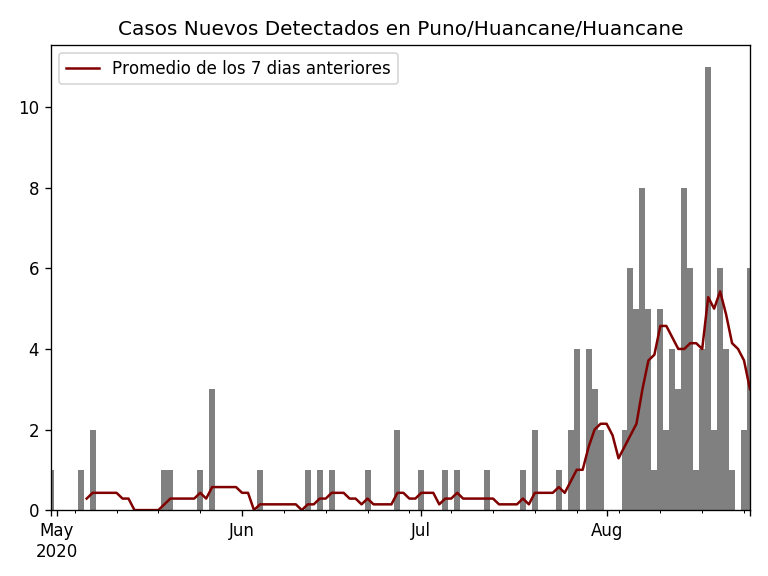 Casos Nuevos Detectados en Puno/Huancane/Huancane
Promedio de los 7 dias anteriores
10
8
6
4
2
0
May Jun Jul Aug
2020